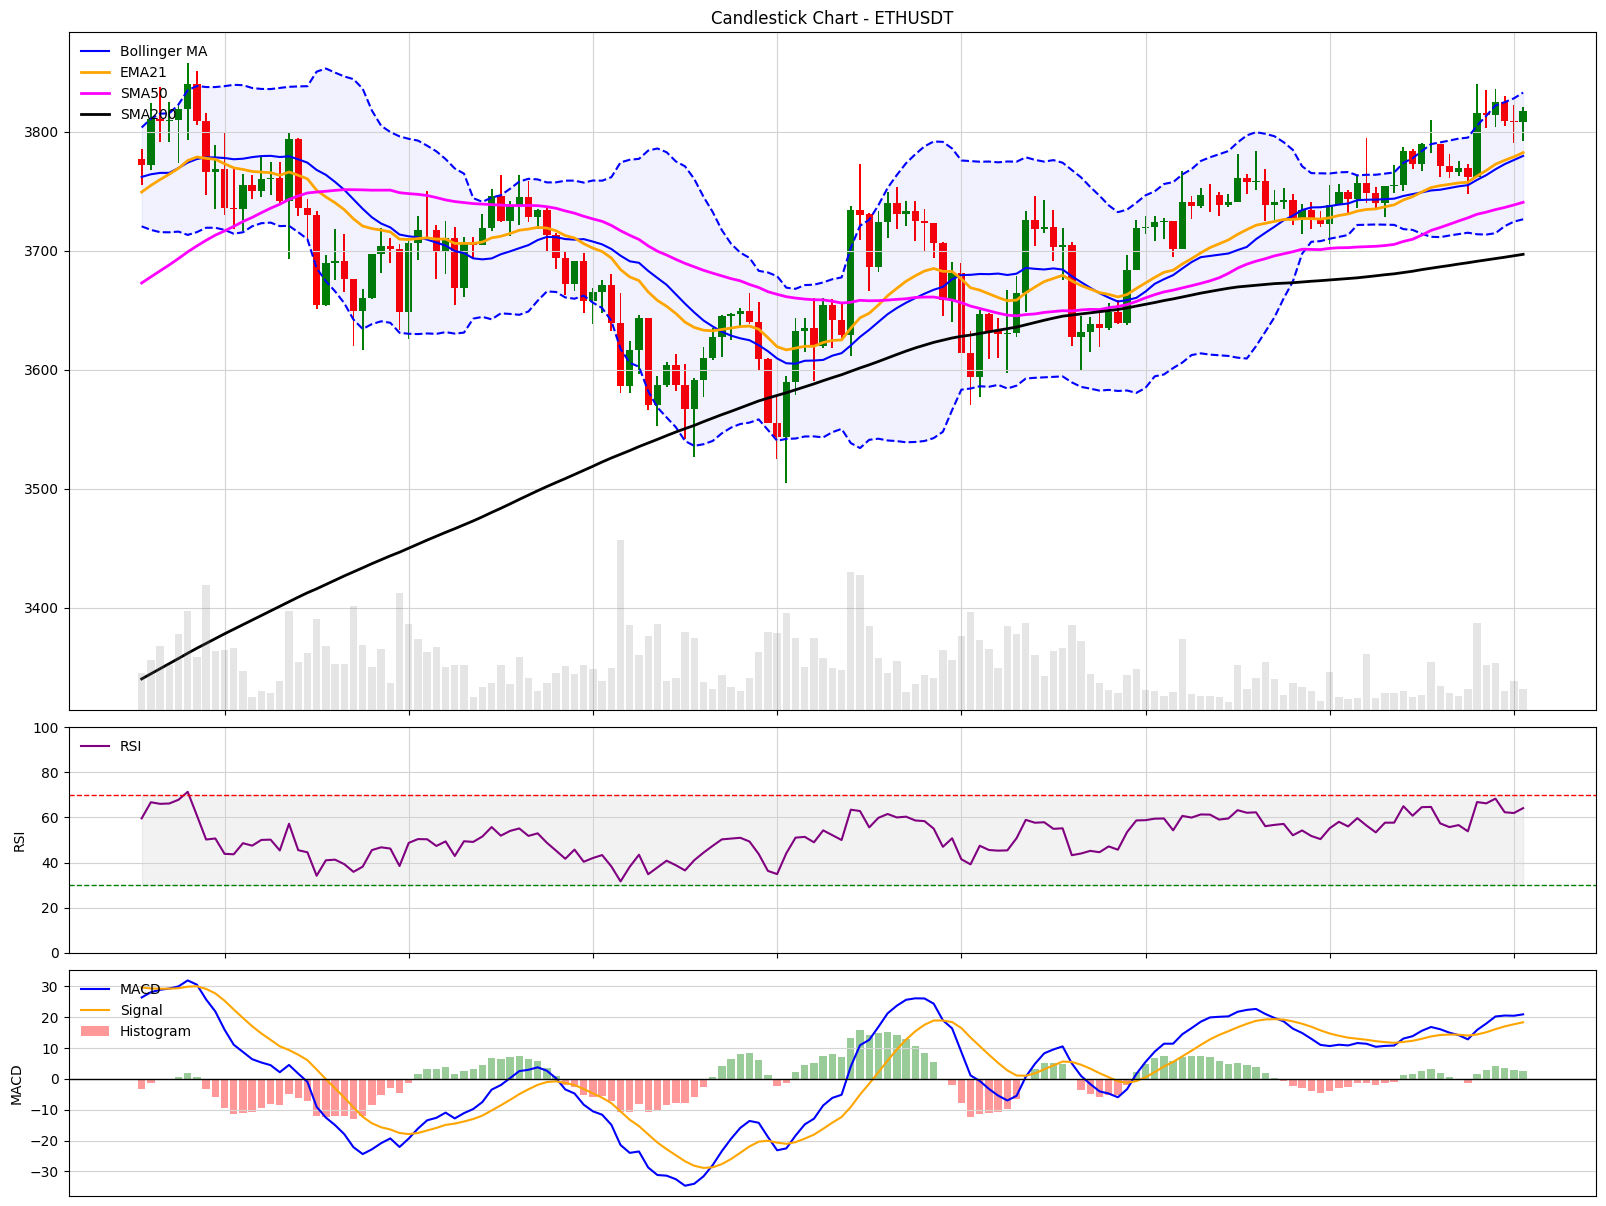 Candlestick Chart - ETHUSDT
Bollinger MA
EMA21
SMA50
SMA200
3800
3700
3600
3500
3400
100
80
60
40
20
0
RSI
RSI
30
20
10
0
−10
−20
−30
MACD
MACD
Signal
Histogram